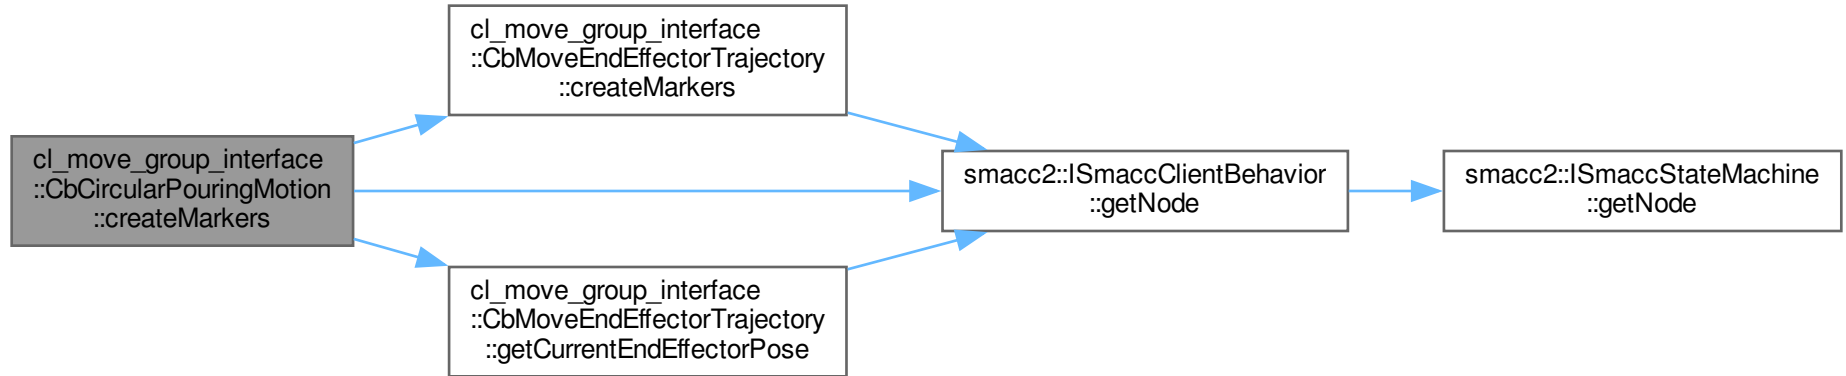 cl_move_group_interface
::CbCircularPouringMotion
::createMarkers
cl_move_group_interface
::CbMoveEndEffectorTrajectory
::createMarkers
cl_move_group_interface
::CbMoveEndEffectorTrajectory
::getCurrentEndEffectorPose
smacc2::ISmaccClientBehavior
::getNode
smacc2::ISmaccStateMachine
::getNode